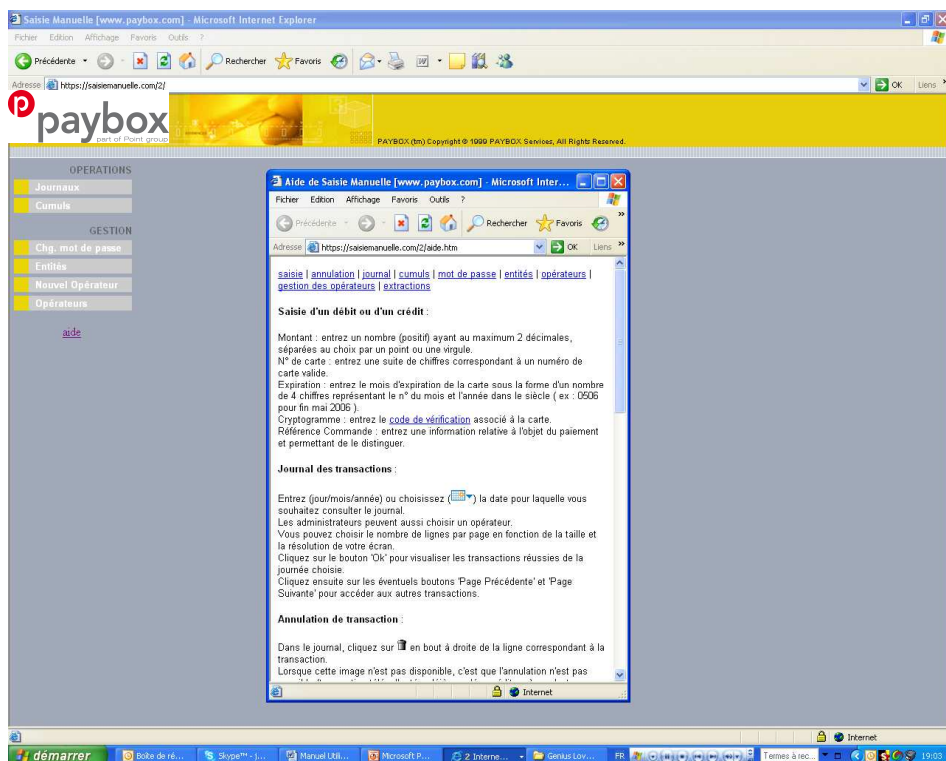 Saisie Manuelle [www.paybox.com] - Microsoft Internet Explorer
Fichier Edition Affichage Favoris Outils ?
Précédente Rechercher Favoris
Adresse https://saisiemanuelle.com/2/ OK Liens »
paybox
part of Point group
PAYBOX (tm) Copyright © 1999 PAYBOX Services, All Rights Reserved.
OPERATIONS
Journaux
Cumuls
GESTION
Chg. mot de passe
Entités
Nouvel Opérateur
Opérateurs
aide
Aide de Saisie Manuelle [www.paybox.com] - Microsoft Inter...
Fichier Edition Affichage Favoris Outils ?
Précédente Rechercher Favoris »
Adresse https://saisiemanuelle.com/2/aide.htm OK Liens »
saisie | annulation | journal | cumuls | mot de passe | entités | opérateurs |
gestion des opérateurs | extractions
Saisie d'un débit ou d'un crédit :
Montant : entrez un nombre (positif) ayant au maximum 2 décimales,
séparées au choix par un point ou une virgule.
N° de carte : entrez une suite de chiffres correspondant à un numéro de
carte valide.
Expiration : entrez le mois d'expiration de la carte sous la forme d'un nombre
de 4 chiffres représentant le n° du mois et l'année dans le siècle ( ex : 0506
pour fin mai 2006 ).
Cryptogramme : entrez le code de vérification associé à la carte.
Référence Commande : entrez une information relative à l'objet du paiement
et permettant de le distinguer.
Journal des transactions :
Entrez (jour/mois/année) ou choisissez ( ) la date pour laquelle vous
souhaitez consulter le journal.
Les administrateurs peuvent aussi choisir un opérateur.
Vous pouvez choisir le nombre de lignes par page en fonction de la taille et
la résolution de votre écran.
Cliquez sur le bouton 'Ok' pour visualiser les transactions réussies de la
journée choisie.
Cliquez ensuite sur les éventuels boutons 'Page Précédente' et 'Page
Suivante' pour accéder aux autres transactions.
Annulation de transaction :
Dans le journal, cliquez sur en bout à droite de la ligne correspondant à la
transaction.
Lorsque cette image n'est pas disponible, c'est que l'annulation n'est pas
Internet
Internet
démarrer Boîte de ré... Skype™ - j... Manuel Utili... Microsoft P... 2 Interne... Genius Lov... FR Termes à rec... 19:03